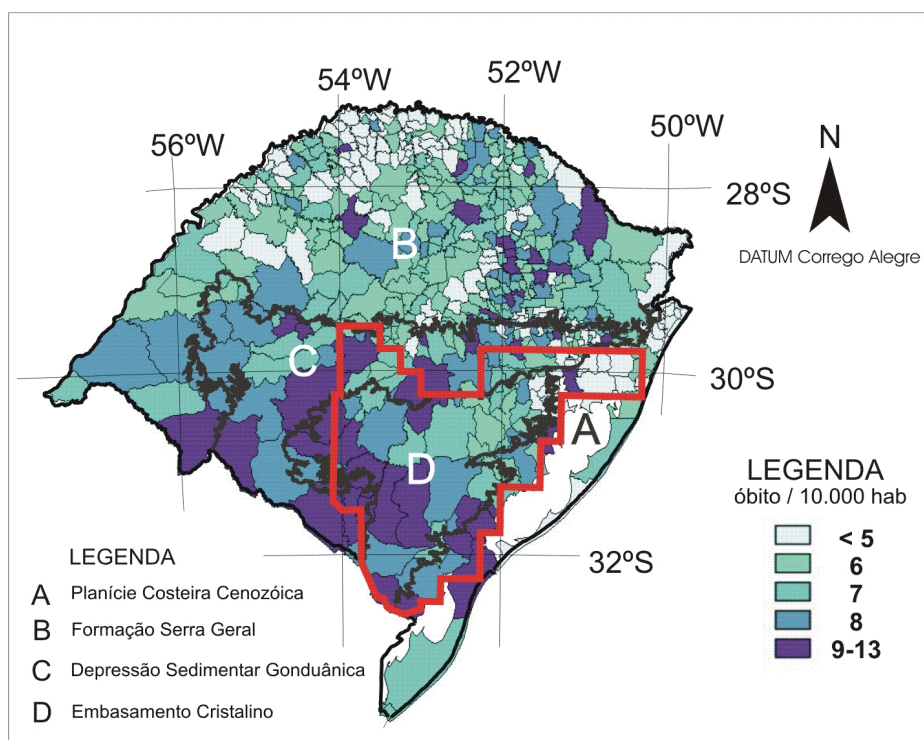 54ºW
52ºW
50ºW
56ºW
N
28ºS
DATUM Corrego Alegre
B
C
30ºS
A
D
LEGENDA
óbito / 10.000 hab
< 5
6
7
8
9-13
32ºS
LEGENDA
A Planície Costeira Cenozóica
B Formação Serra Geral
C Depressão Sedimentar Gonduânica
D Embasamento Cristalino